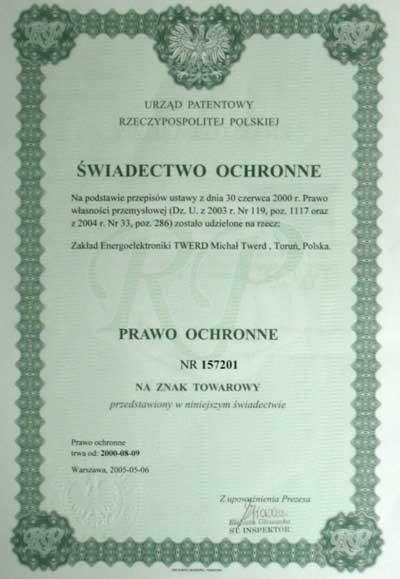 URZĄD PATENTOWY
RZECZYPOSPOLITEJ POLSKIEJ
ŚWIADECTWO OCHRONNE
Na podstawie przepisów ustawy z dnia 30 czerwca 2000 r. Prawo
własności przemysłowej (Dz. U. z 2003 r. Nr 119, poz. 1117 oraz
z 2004 r. Nr 33, poz. 286) zostało udzielone na rzecz:
Zakład Energoelektroniki TWERD Michał Twerd , Toruń, Polska.
PRAWO OCHRONNE
NR 157201
NA ZNAK TOWAROWY
przedstawiony w niniejszym świadectwie
Prawo ochronne
trwa od: 2000-08-09
Warszawa, 2005-05-06
Z upoważnienia Prezesa
Elżbieta
ST. INSPEKTOR